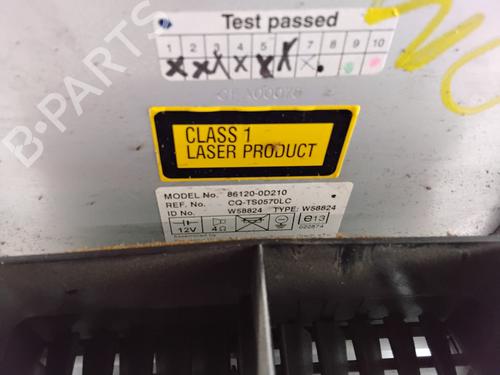 Test passed
1 2 3 4 5 6 7 8 9 10
CLASS 1
LASER PRODUCT
MODEL No. 86120-0D210
REF. No. CQ-TS0570LC
ID No. W58824 TYPE: W58824
12V 4Ω e13
022874
B-PARTS